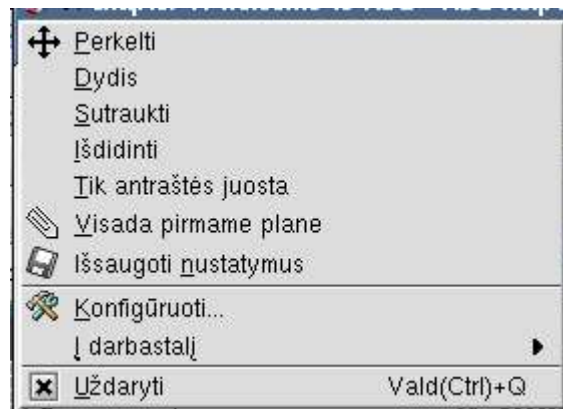 Perkelti
Dydis
Sutraukti
Išdidinti
Tik antraštės juosta
Visada pirmame plane
Išsaugoti nustatymus
Konfigūruoti...
Į darbastalį
Uždaryti Vald(Ctrl)+Q